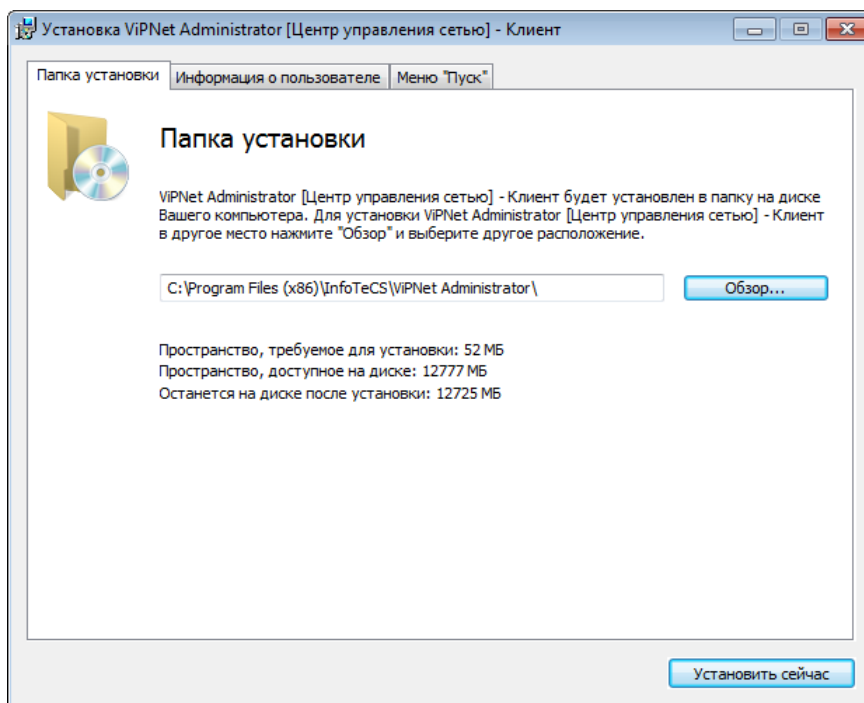 Установка ViPNet Administrator [Центр управления сетью] - Клиент
Папка установки
Информация о пользователе
Меню "Пуск"
Папка установки
ViPNet Administrator [Центр управления сетью] - Клиент будет установлен в папку на диске
Вашего компьютера. Для установки ViPNet Administrator [Центр управления сетью] - Клиент
в другое место нажмите "Обзор" и выберите другое расположение.
C:\Program Files (x86)\InfoTeCS\ViPNet Administrator\
Обзор...
Пространство, требуемое для установки: 52 МБ
Пространство, доступное на диске: 12777 МБ
Останется на диске после установки: 12725 МБ
Установить сейчас